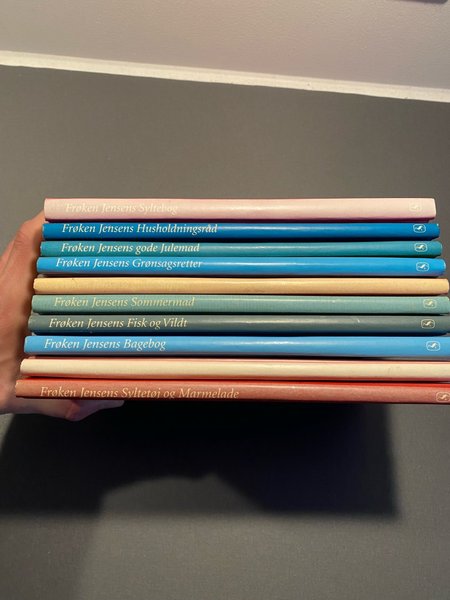 Frøken Jensens Syltebog
Frøken Jensens Husholdningsråd
Frøken Jensens gode Julemad
Frøken Jensens Grønsagsretter
Frøken Jensens Sommermad
Frøken Jensens Fisk og Vildt
Frøken Jensens Bagebog
Frøken Jensens Syltetøj og Marmelade